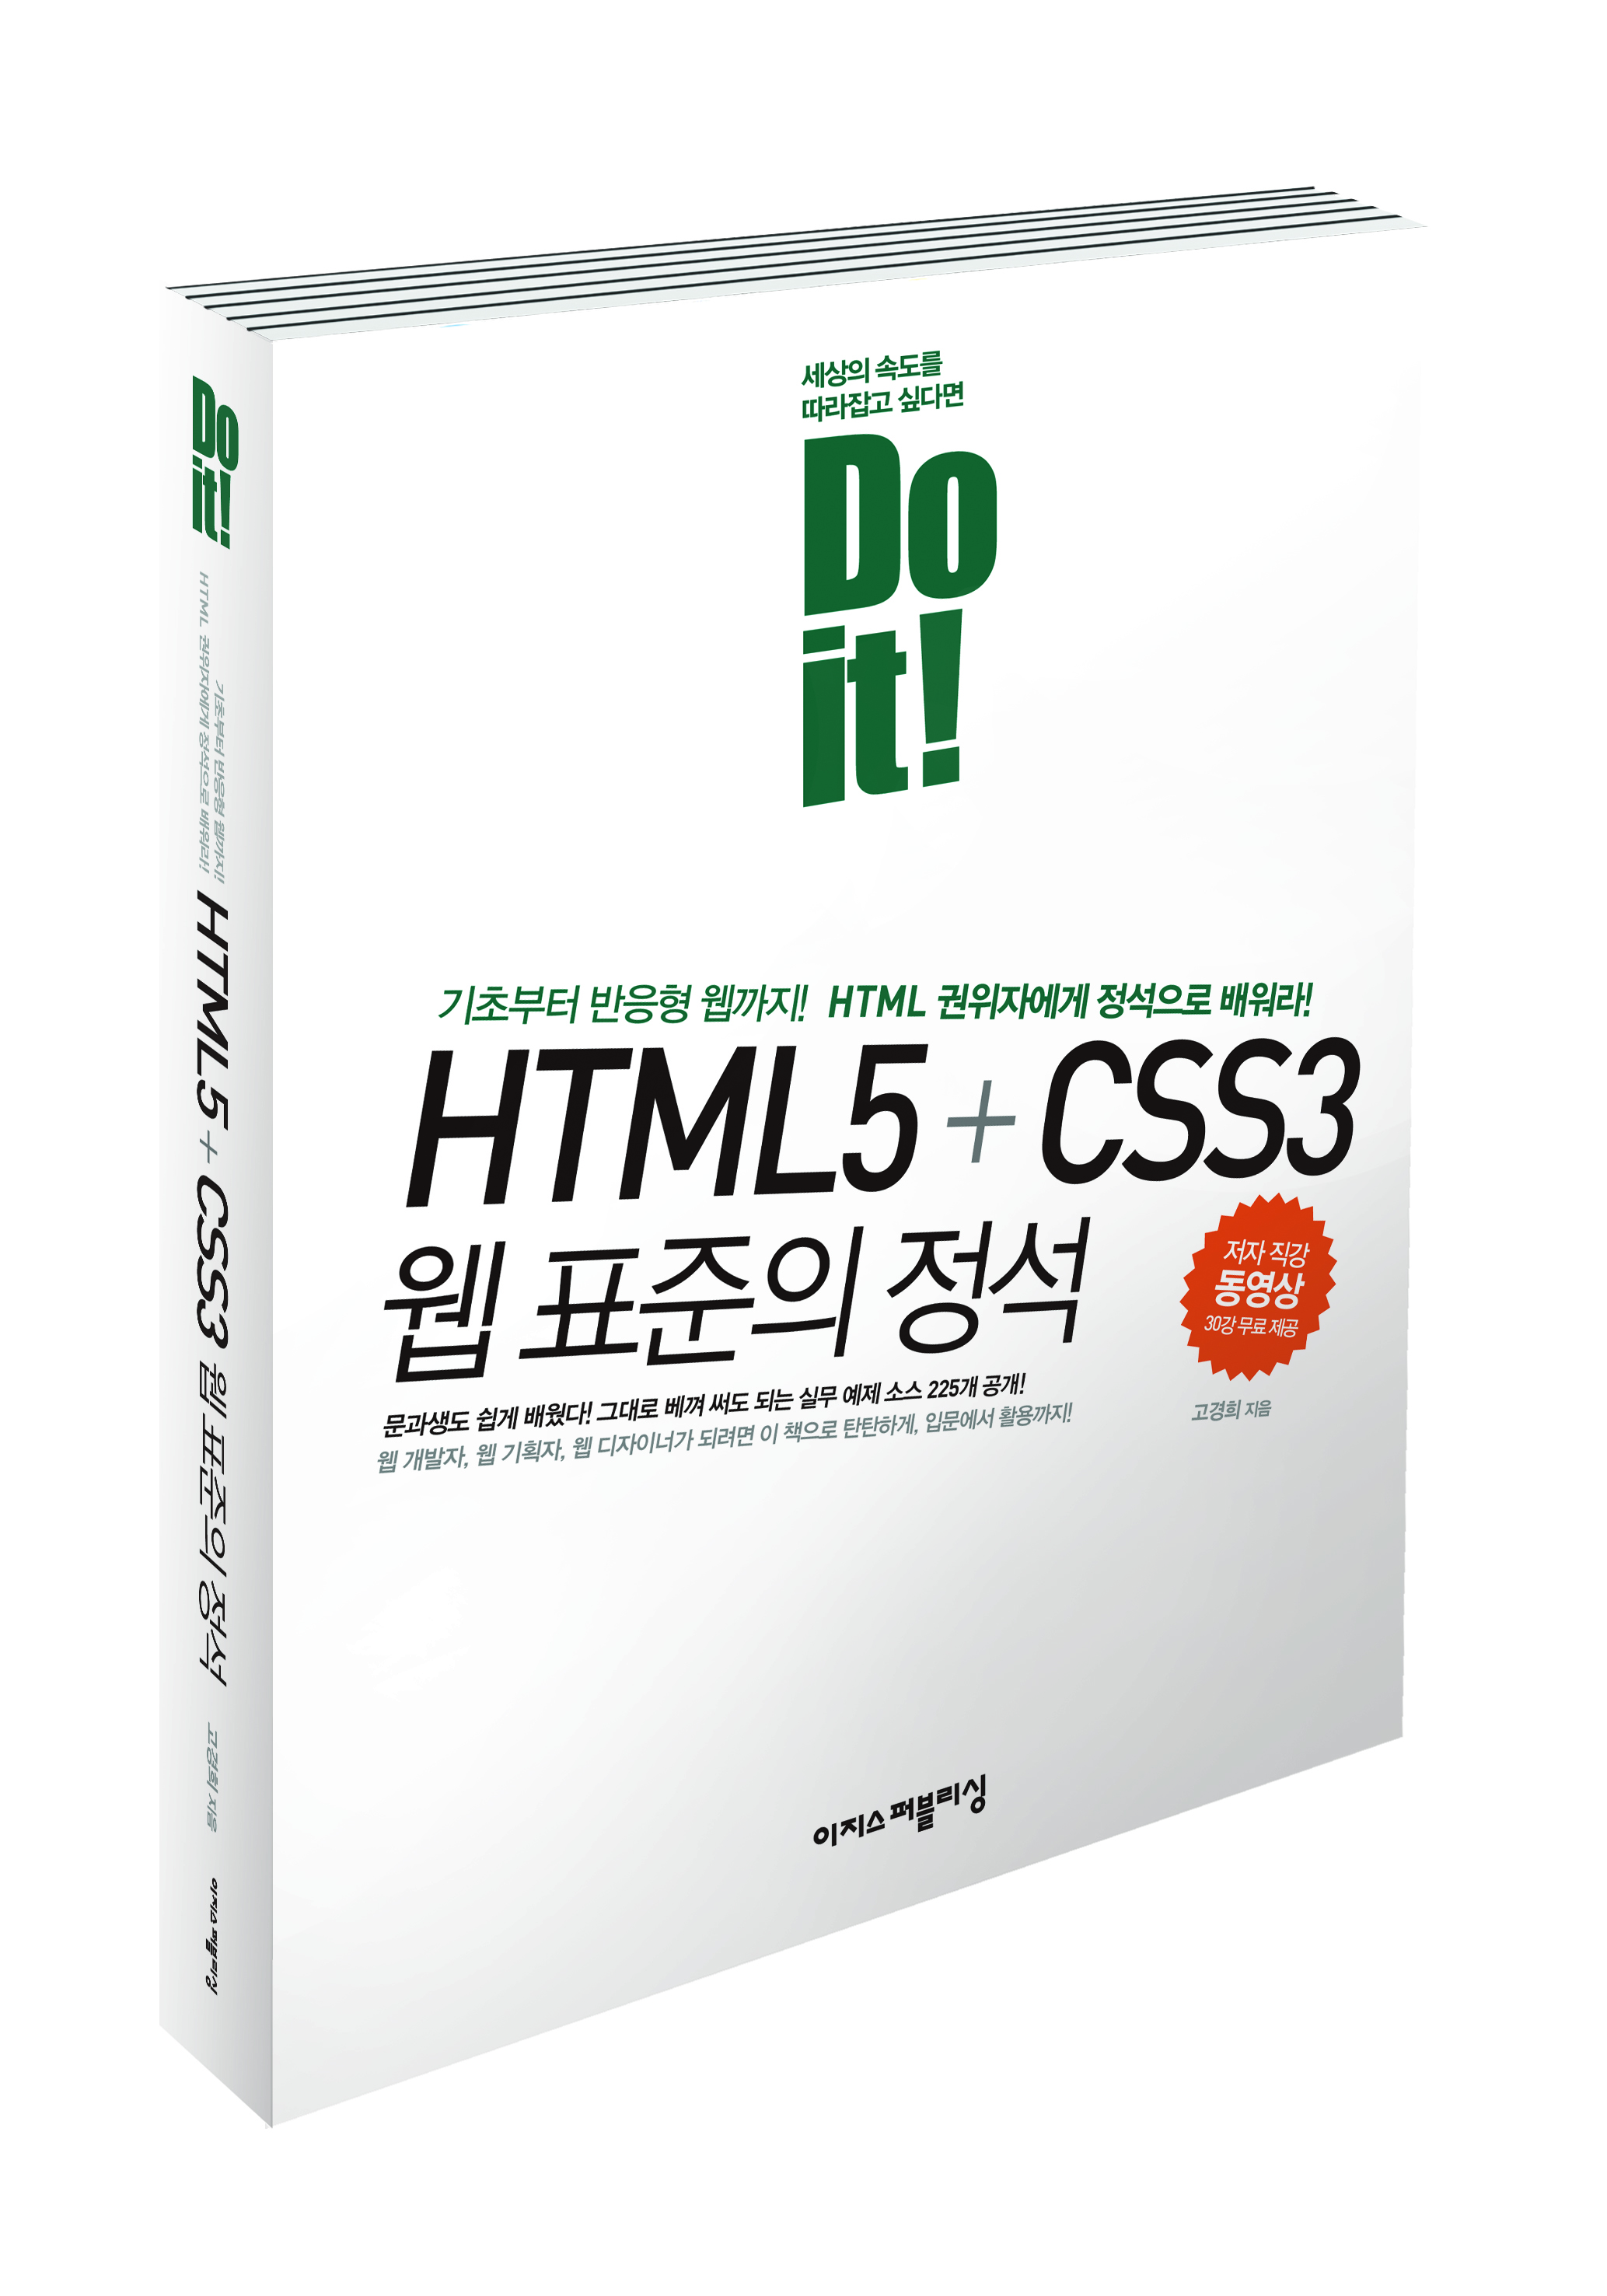 세상의 속도를
따라잡고 싶다면
Do
it!
기초부터 반응형 웹까지! HTML 권위자에게 정석으로 배워라!
HTML5 + CSS3
웹 표준의 정석
저자 직강
동영상
30강 무료 제공
문과생도 쉽게 배웠다! 그대로 베껴 써도 되는 실무 예제 소스 225개 공개!
웹 개발자, 웹 기획자, 웹 디자이너가 되려면 이 책으로 탄탄하게, 입문에서 활용까지!
고경희 지음
이지스퍼블리싱
Do
it!
기초부터 반응형 웹까지!
HTML 권위자에게 정석으로 배워라!
HTML5 + CSS3 웹 표준의 정석
고경희 지음
이지스퍼블리싱